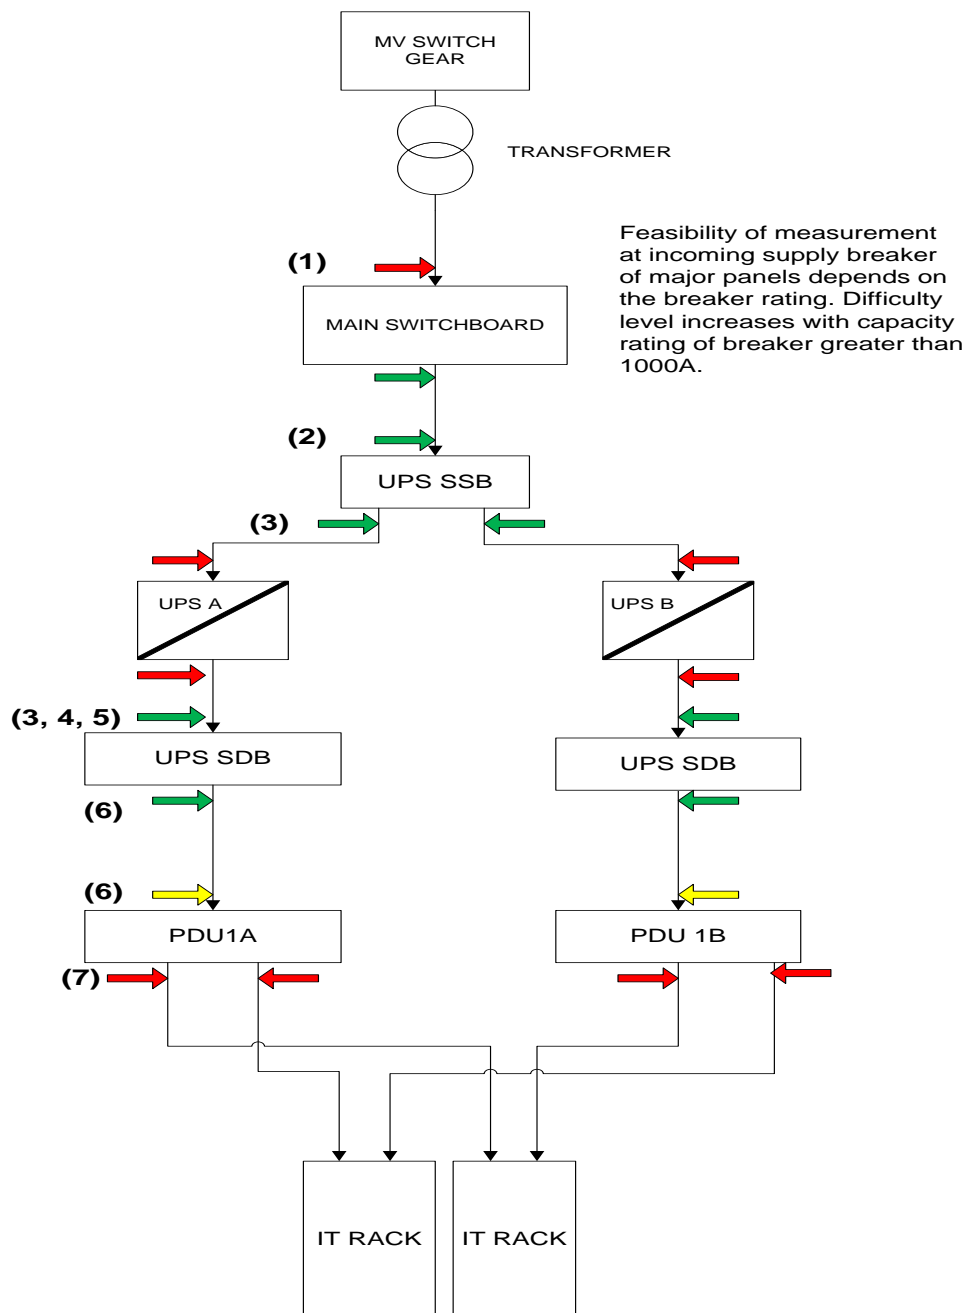 MV SWITCH
GEAR
TRANSFORMER
Feasibility of measurement
at incoming supply breaker
of major panels depends on
the breaker rating. Difficulty
level increases with capacity
rating of breaker greater than
1000A.
(1)
MAIN SWITCHBOARD
(2)
UPS SSB
(3)
UPS A
UPS B
(3, 4, 5)
UPS SDB
UPS SDB
(6)
(6)
PDU1A
PDU 1B
(7)
IT RACK
IT RACK